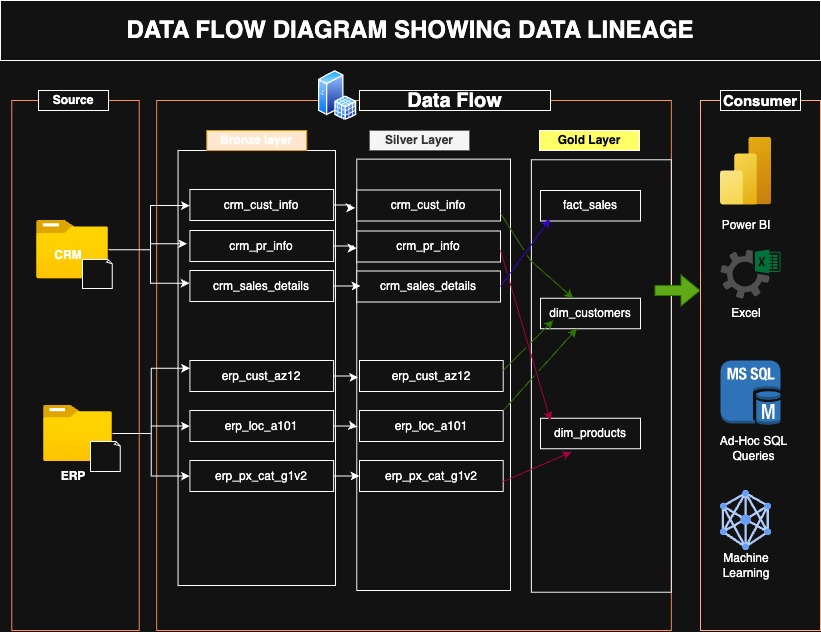 DATA FLOW DIAGRAM SHOWING DATA LINEAGE
Source
Data Flow
Consumer
Bronze layer
Silver Layer
Gold Layer
CRM
ERP
crm_cust_info
crm_pr_info
crm_sales_details
erp_cust_az12
erp_loc_a101
erp_px_cat_g1v2
crm_cust_info
crm_pr_info
crm_sales_details
erp_cust_az12
erp_loc_a101
erp_px_cat_g1v2
fact_sales
dim_customers
dim_products
Power BI
X
Excel
MS SQL
M
Ad-Hoc SQL
Queries
Machine
Learning